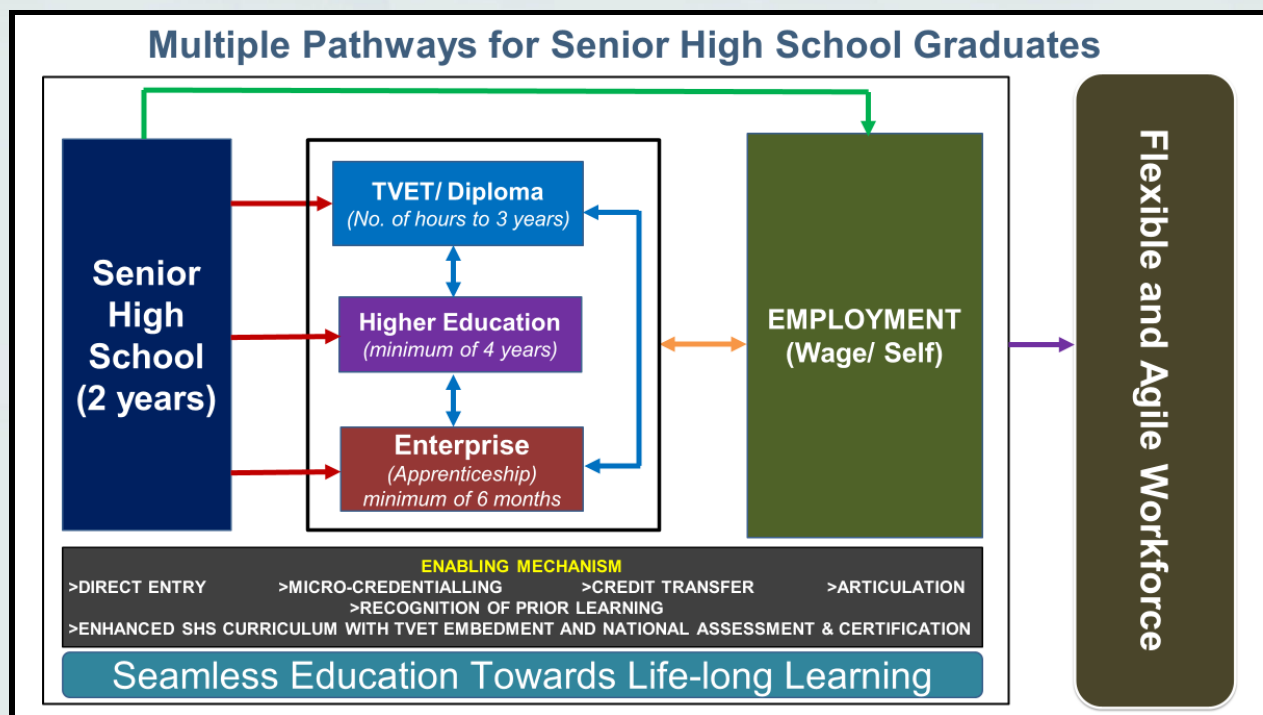 Multiple Pathways for Senior High School Graduates
Senior
High
School
(2 years)
TVET/ Diploma
(No. of hours to 3 years)
Higher Education
(minimum of 4 years)
Enterprise
(Apprenticeship)
minimum of 6 months
EMPLOYMENT
(Wage/ Self)
Flexible and Agile Workforce
ENABLING MECHANISM
>DIRECT ENTRY >MICRO-CREDENTIALLING >CREDIT TRANSFER >ARTICULATION
>RECOGNITION OF PRIOR LEARNING
>ENHANCED SHS CURRICULUM WITH TVET EMBEDMENT AND NATIONAL ASSESSMENT & CERTIFICATION
Seamless Education Towards Life-long Learning